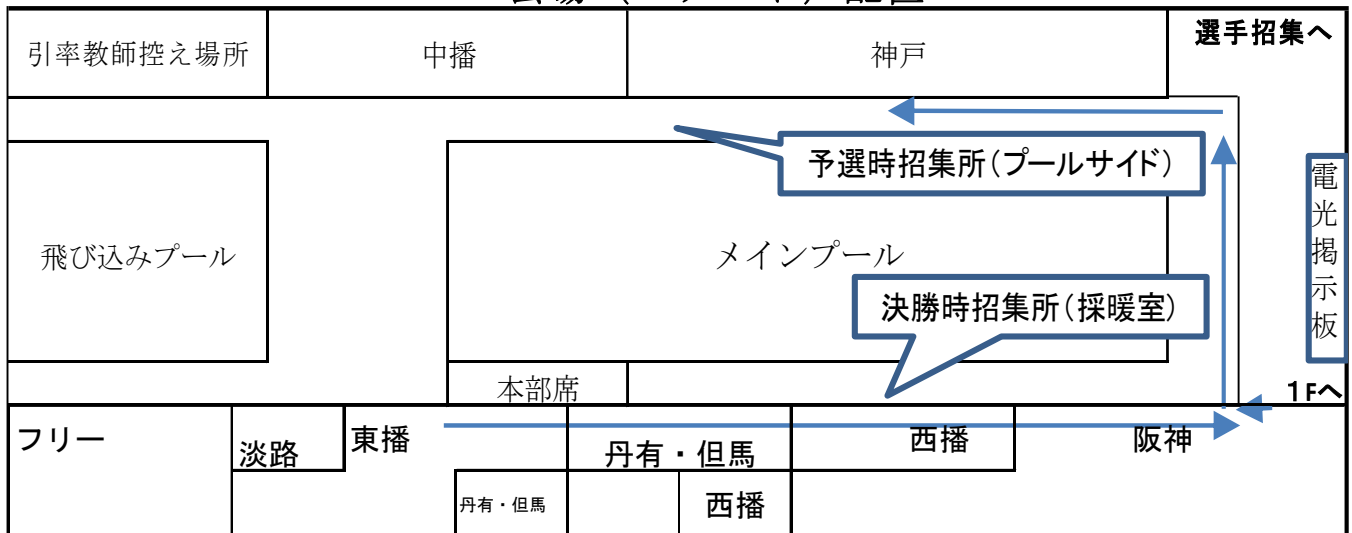 引率教師控え場所
中播
神戸
選手招集へ
予選時招集所(プールサイド)
飛び込みプール
メインプール
電光掲示板
決勝時招集所(採暖室)
本部席
1Fへ
フリー
淡路
東播
丹有・但馬
西播
阪神
丹有・但馬
西播